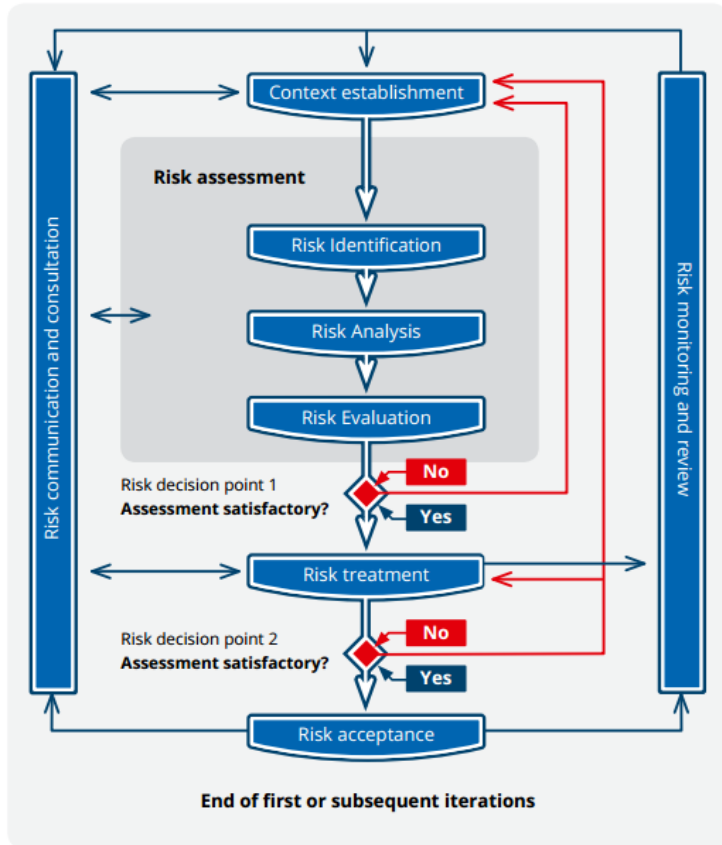 Context establishment
Risk assessment
Risk Identification
Risk communication and consultation
Risk monitoring and review
Risk Analysis
Risk Evaluation
No
Risk decision point 1
Assessment satisfactory?
Yes
Risk treatment
No
Risk decision point 2
Assessment satisfactory?
Yes
Risk acceptance
End of first or subsequent iterations